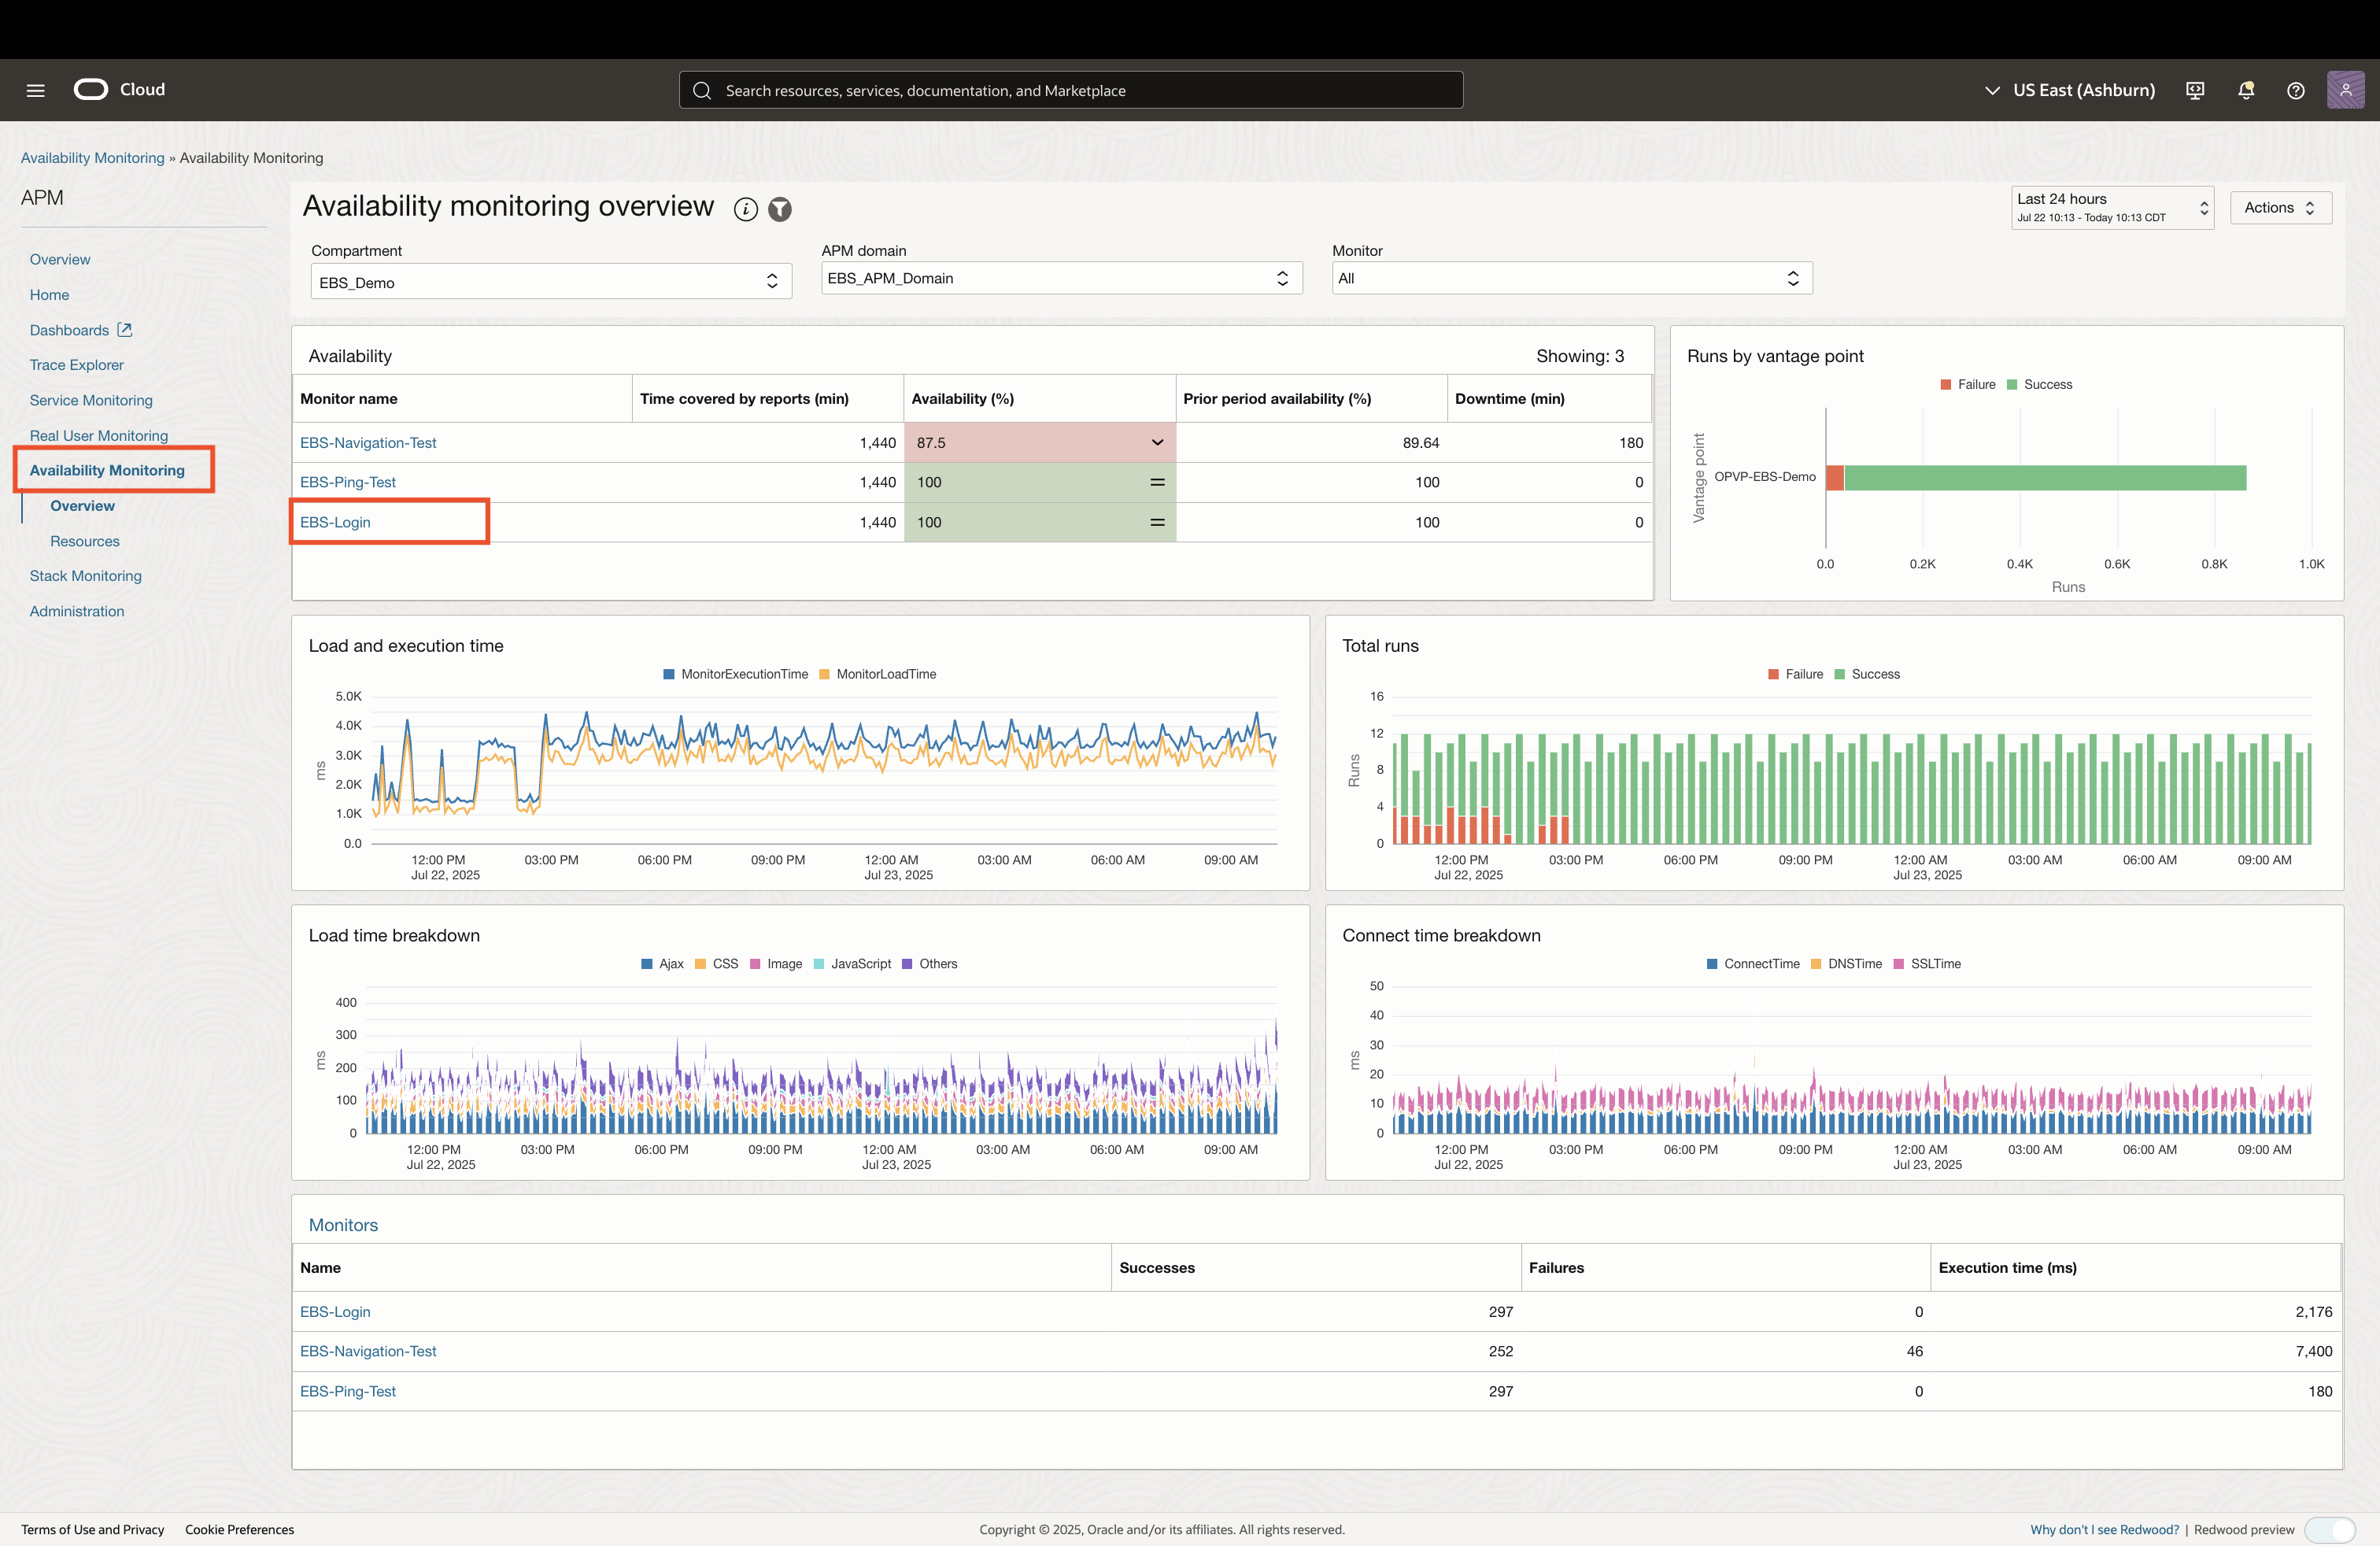 Cloud
Search resources, services, documentation, and Marketplace
US East (Ashburn)
Availability Monitoring » Availability Monitoring
APM
Overview
Home
Dashboards
Trace Explorer
Service Monitoring
Real User Monitoring
Availability Monitoring
Overview
Resources
Stack Monitoring
Administration
Availability monitoring overview
Last 24 hours
Jul 22 10:13 - Today 10:13 CDT
Actions
Compartment
EBS_Demo
APM domain
EBS_APM_Domain
Monitor
All
Availability
Showing: 3
Monitor name Time covered by reports (min) Availability (%) Prior period availability (%) Downtime (min)
EBS-Navigation-Test 1,440 87.5 89.64 180
EBS-Ping-Test 1,440 100 = 100 0
EBS-Login 1,440 100 = 100 0
Runs by vantage point
Failure Success
Vantage point
OPVP-EBS-Demo
0.0 0.2K 0.4K 0.6K 0.8K 1.0K
Runs
Load and execution time
MonitorExecutionTime MonitorLoadTime
5.0K
4.0K
3.0K
2.0K
1.0K
0.0
ms
12:00 PM 03:00 PM 06:00 PM 09:00 PM 12:00 AM 03:00 AM 06:00 AM 09:00 AM
Jul 22, 2025 Jul 23, 2025
Total runs
Failure Success
16
12
8
4
0
Runs
12:00 PM 03:00 PM 06:00 PM 09:00 PM 12:00 AM 03:00 AM 06:00 AM 09:00 AM
Jul 22, 2025 Jul 23, 2025
Load time breakdown
Ajax CSS Image JavaScript Others
400
300
200
100
0
ms
12:00 PM 03:00 PM 06:00 PM 09:00 PM 12:00 AM 03:00 AM 06:00 AM 09:00 AM
Jul 22, 2025 Jul 23, 2025
Connect time breakdown
ConnectTime DNSTime SSLTime
50
40
30
20
10
0
ms
12:00 PM 03:00 PM 06:00 PM 09:00 PM 12:00 AM 03:00 AM 06:00 AM 09:00 AM
Jul 22, 2025 Jul 23, 2025
Monitors
Name Successes Failures Execution time (ms)
EBS-Login 297 0 2,176
EBS-Navigation-Test 252 46 7,400
EBS-Ping-Test 297 0 180
Terms of Use and Privacy Cookie Preferences
Copyright © 2025, Oracle and/or its affiliates. All rights reserved.
Why don't I see Redwood? | Redwood preview